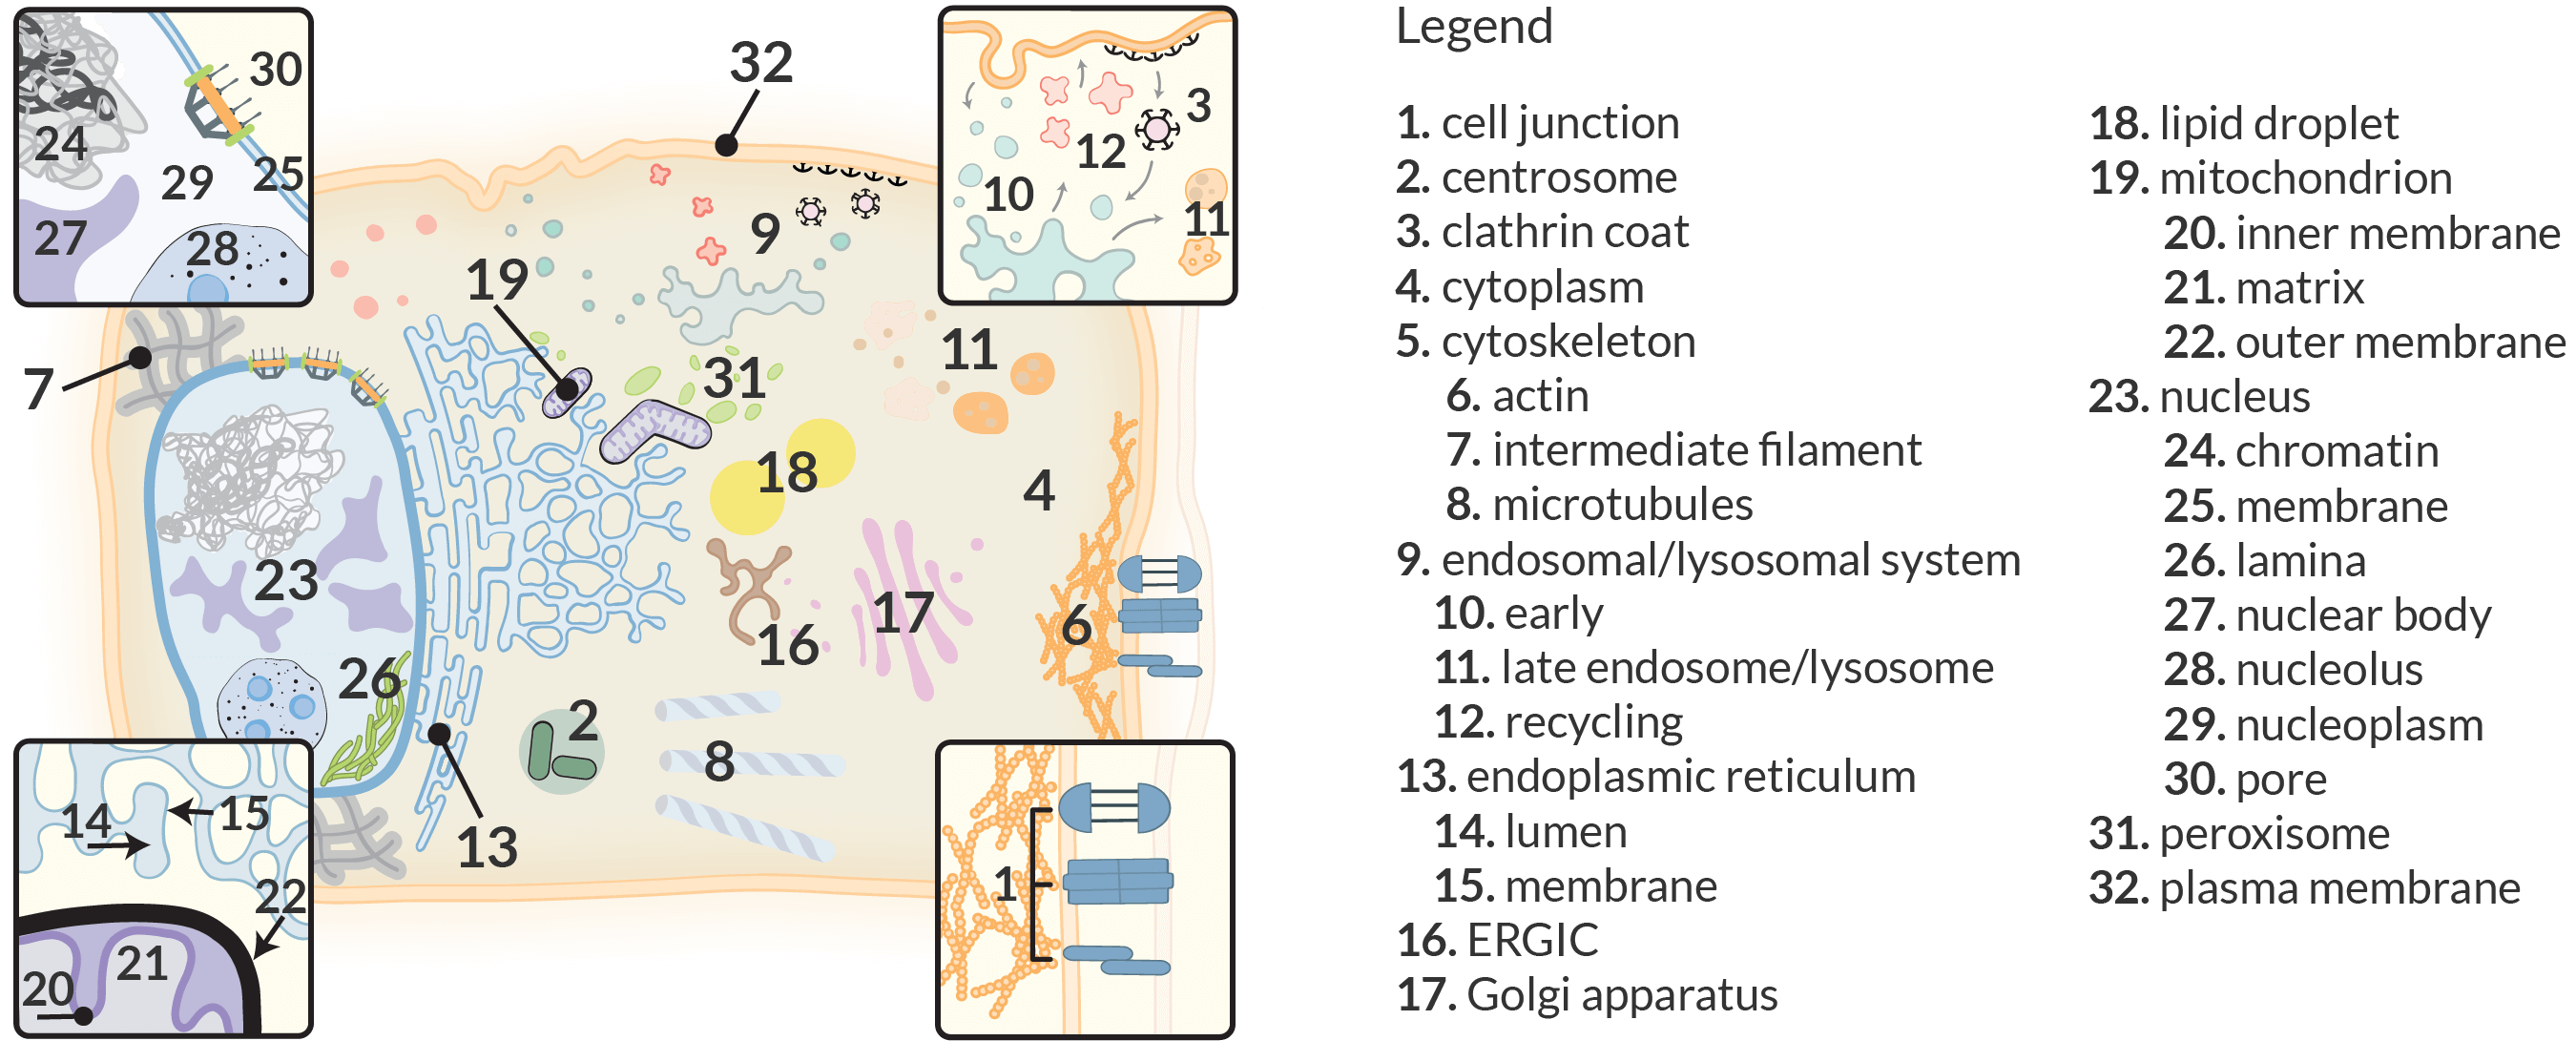 30
24
29
25
27
28
32
3
12
10
11
9
19
7
31
11
18
4
23
16
17
6
26
2
8
13
14
15
22
21
20
1
Legend
1. cell junction
2. centrosome
3. clathrin coat
4. cytoplasm
5. cytoskeleton
6. actin
7. intermediate filament
8. microtubules
9. endosomal/lysosomal system
10. early
11. late endosome/lysosome
12. recycling
13. endoplasmic reticulum
14. lumen
15. membrane
16. ERGIC
17. Golgi apparatus
18. lipid droplet
19. mitochondrion
20. inner membrane
21. matrix
22. outer membrane
23. nucleus
24. chromatin
25. membrane
26. lamina
27. nuclear body
28. nucleolus
29. nucleoplasm
30. pore
31. peroxisome
32. plasma membrane